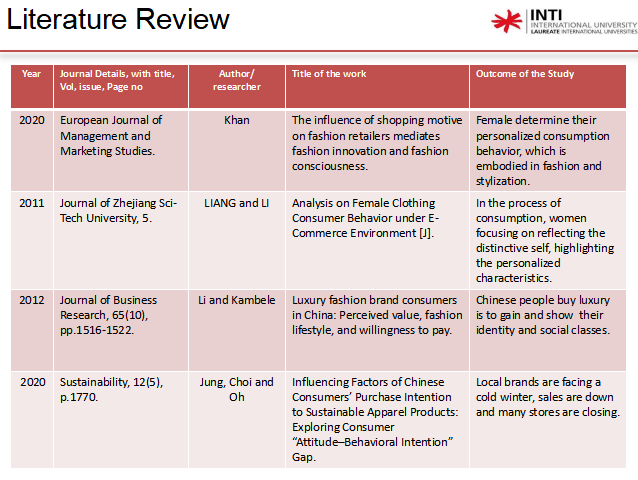 Literature Review
INTI
INTERNATIONAL UNIVERSITY
LAUREATE INTERNATIONAL UNIVERSITIES
Year
Journal Details, with title,
Vol, issue, Page no
Author/
researcher
Title of the work
Outcome of the Study
2020
European Journal of
Management and
Marketing Studies.
Khan
The influence of shopping motive
on fashion retailers mediates
fashion innovation and fashion
consciousness.
Female determine their
personalized consumption
behavior, which is
embodied in fashion and
stylization.
2011
Journal of Zhejiang Sci-
Tech University, 5.
LIANG and LI
Analysis on Female Clothing
Consumer Behavior under E-
Commerce Environment [J].
In the process of
consumption, women
focusing on reflecting the
distinctive self, highlighting
the personalized
characteristics.
2012
Journal of Business
Research, 65(10),
pp.1516-1522.
Li and Kambele
Luxury fashion brand consumers
in China: Perceived value, fashion
lifestyle, and willingness to pay.
Chinese people buy luxury
is to gain and show their
identity and social classes.
2020
Sustainability, 12(5),
p.1770.
Jung, Choi and
Oh
Influencing Factors of Chinese
Consumers’ Purchase Intention
to Sustainable Apparel Products:
Exploring Consumer
“Attitude–Behavioral Intention”
Gap.
Local brands are facing a
cold winter, sales are down
and many stores are closing.